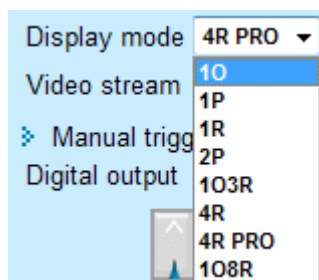 Display mode 4R PRO
Video stream
Manual trigg
Digital output
1O
1P
1R
2P
1O3R
4R
4R PRO
1O8R